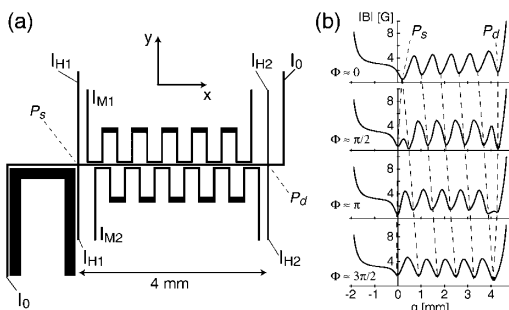 (a)
I_H1
I_M1
y
x
I_H2
I_0
P_s
P_d
I_M2
I_H1
I_H2
4 mm
I_0
(b)
|B| [G]
P_s
P_d
8
4
Φ≈0
8
4
Φ≈π/2
8
4
Φ≈π
8
4
Φ≈3π/2
-2 -1 0 1 2 3 4
q [mm]